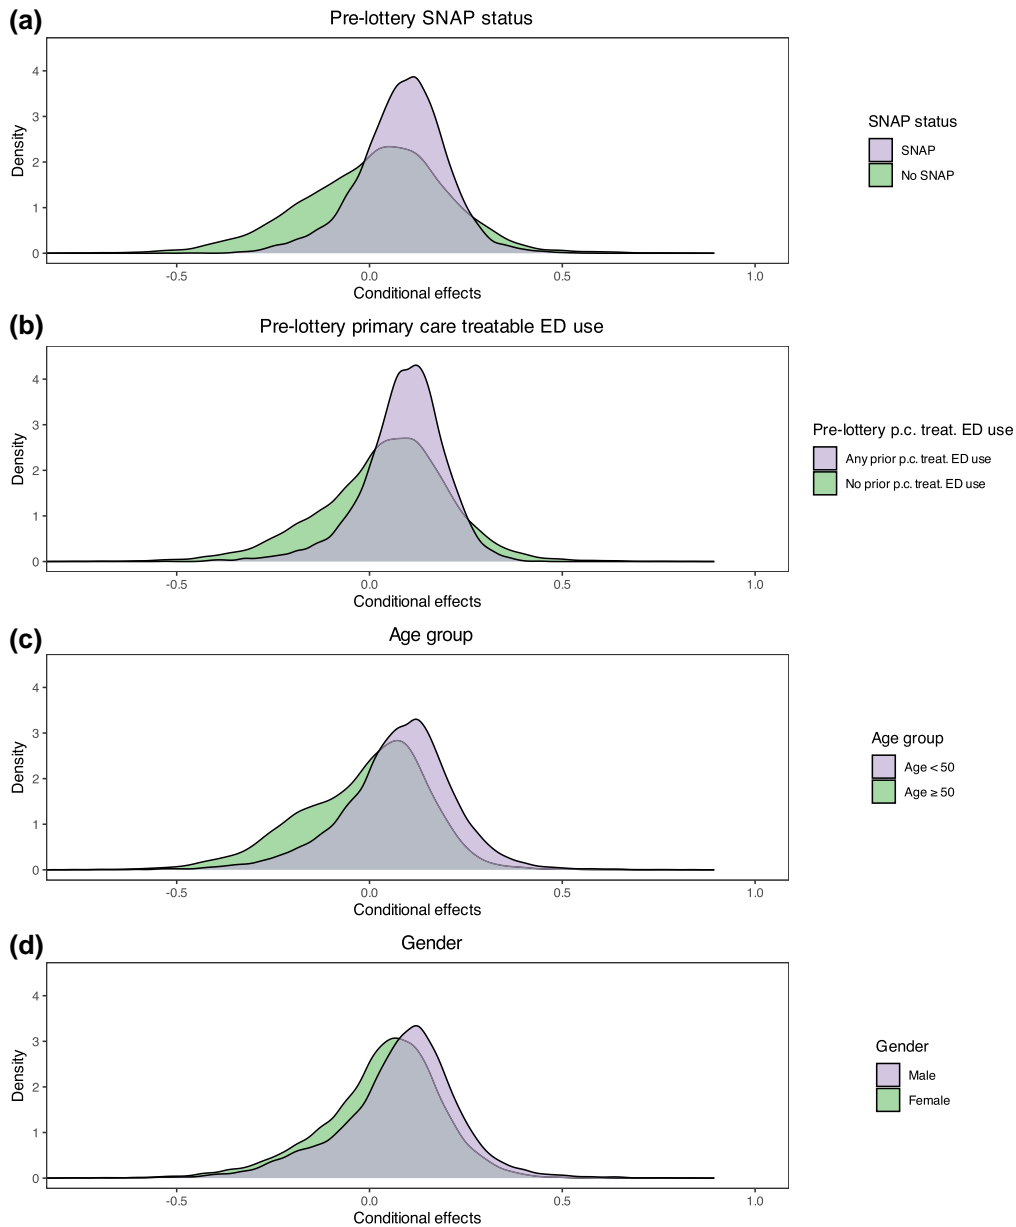 (a)
Pre-lottery SNAP status
4
3
2
1
0
Density
-0.5 0.0 0.5 1.0
Conditional effects
SNAP status
SNAP
No SNAP
(b)
Pre-lottery primary care treatable ED use
4
3
2
1
0
Density
-0.5 0.0 0.5 1.0
Conditional effects
Pre-lottery p.c. treat. ED use
Any prior p.c. treat. ED use
No prior p.c. treat. ED use
(c)
Age group
4
3
2
1
0
Density
-0.5 0.0 0.5 1.0
Conditional effects
Age group
Age < 50
Age ≥ 50
(d)
Gender
4
3
2
1
0
Density
-0.5 0.0 0.5 1.0
Conditional effects
Gender
Male
Female